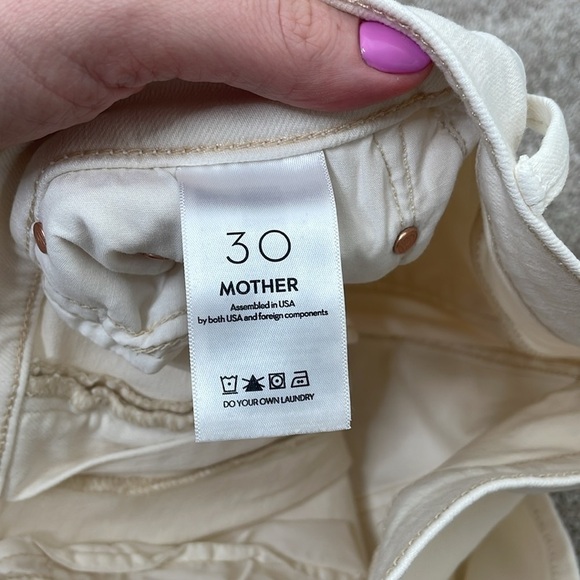 30
MOTHER
Assembled in USA
by both USA and foreign components
DO YOUR OWN LAUNDRY